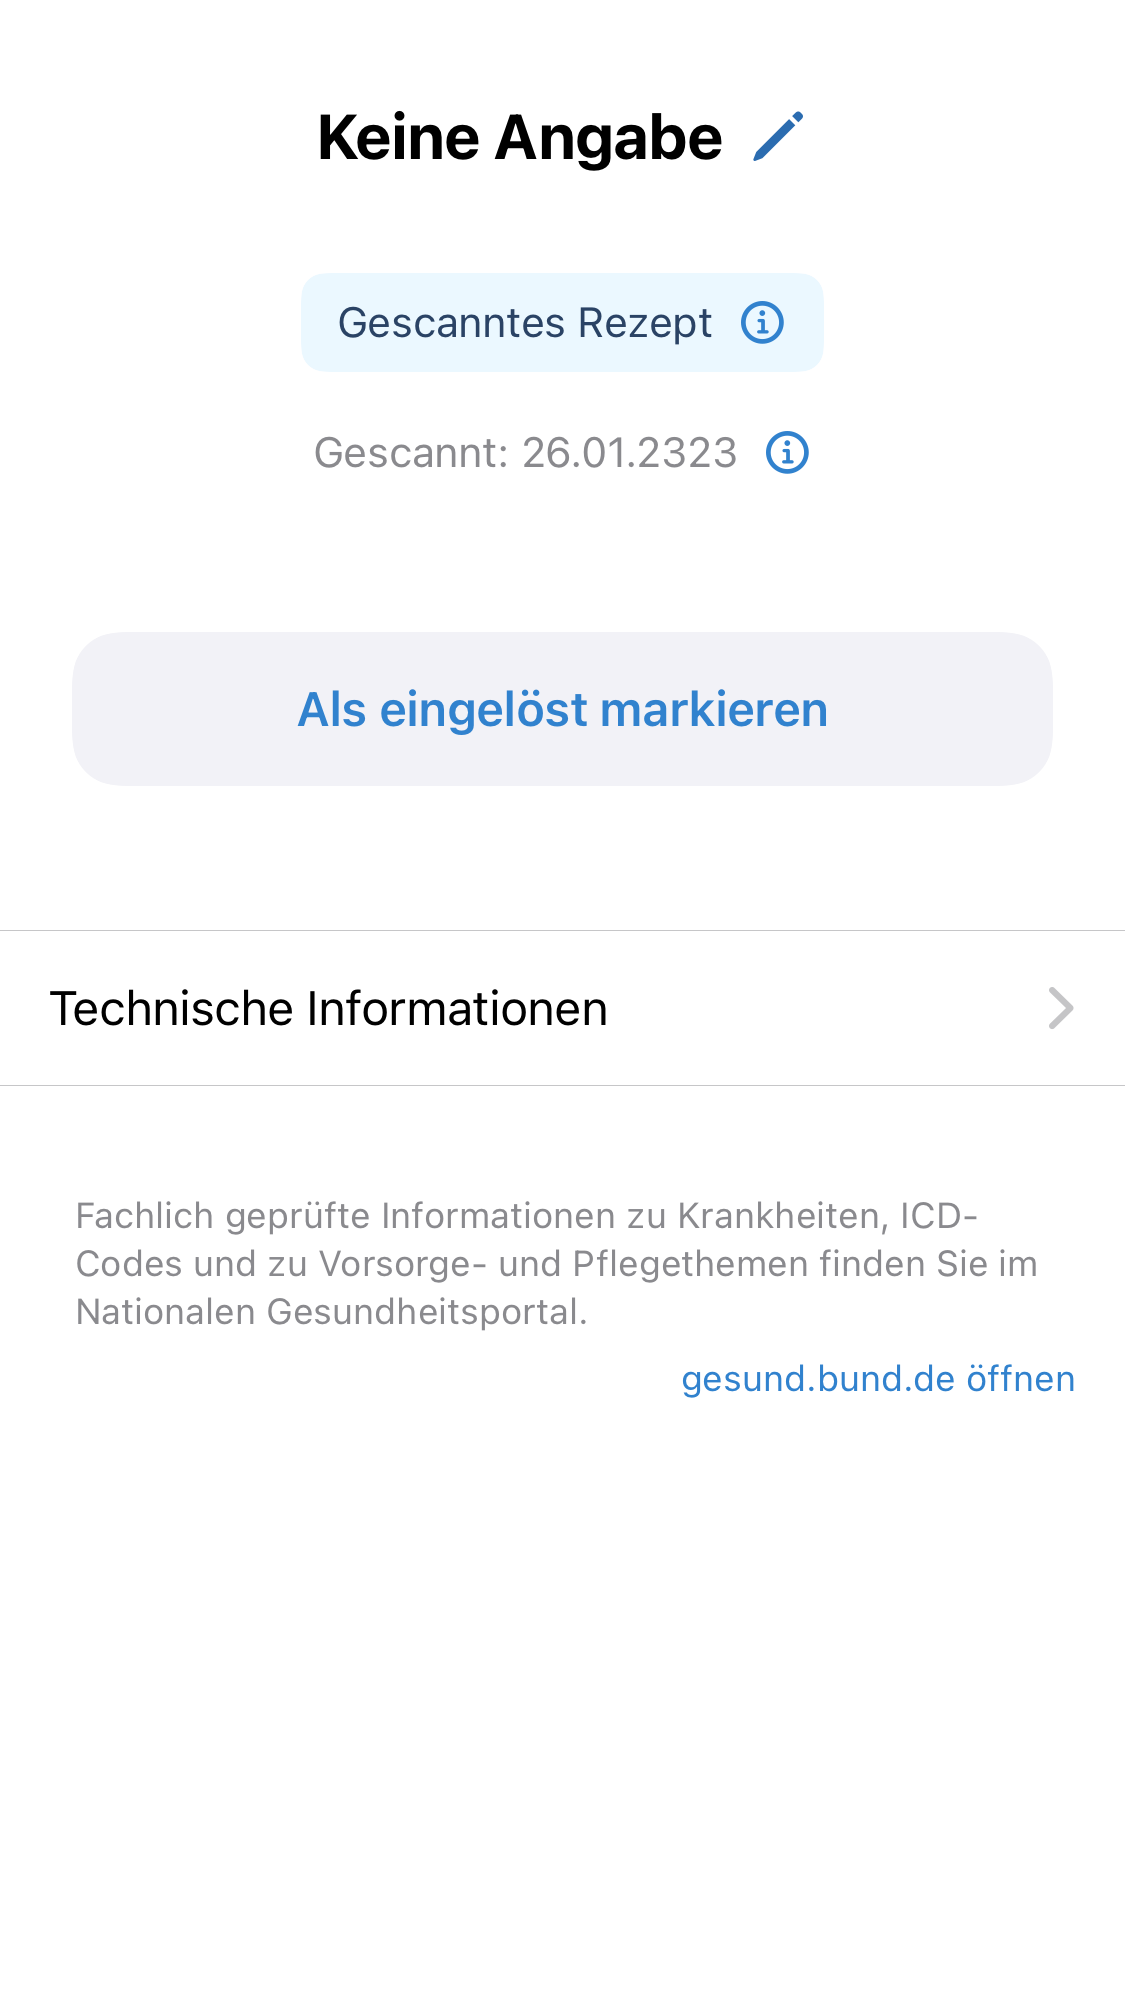 Keine Angabe
Gescanntes Rezept
Gescannt: 26.01.2323
Als eingelöst markieren
Technische Informationen
Fachlich geprüfte Informationen zu Krankheiten, ICD-
Codes und zu Vorsorge- und Pflegethemen finden Sie im
Nationalen Gesundheitsportal.
gesund.bund.de öffnen